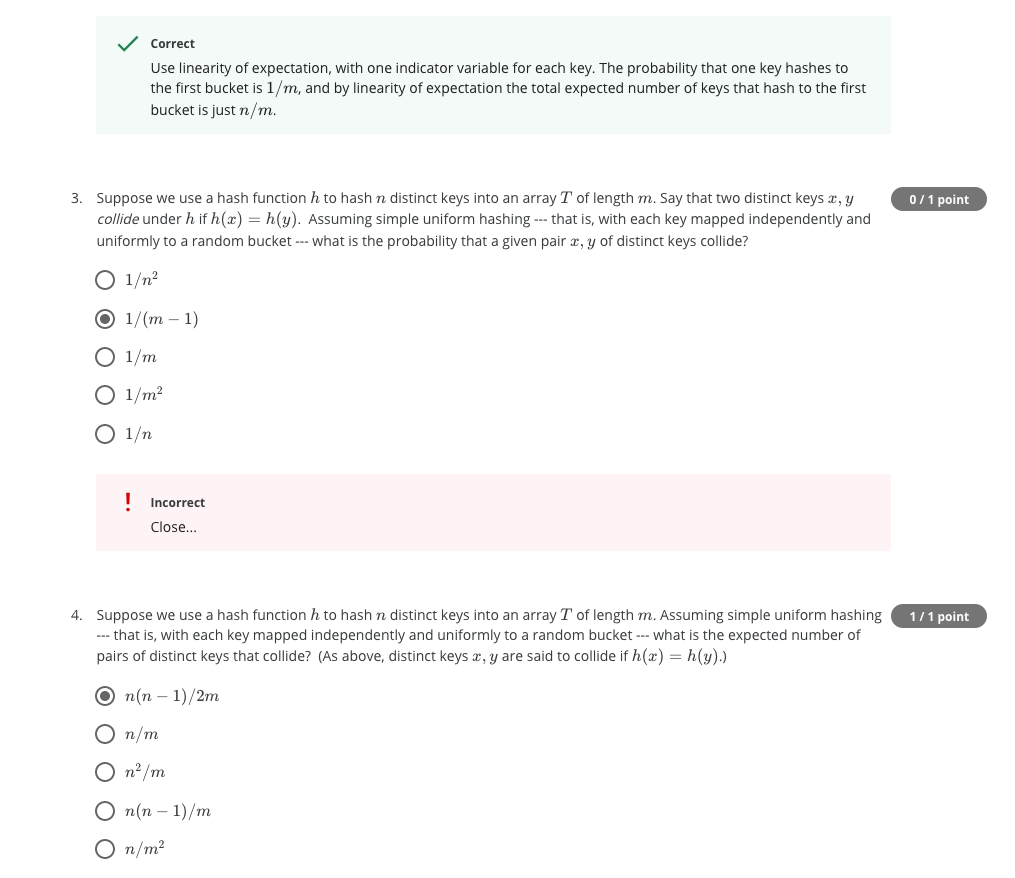 Correct
Use linearity of expectation, with one indicator variable for each key. The probability that one key hashes to
the first bucket is 1/m, and by linearity of expectation the total expected number of keys that hash to the first
bucket is just n/m.
3. Suppose we use a hash function h to hash n distinct keys into an array T of length m. Say that two distinct keys x, y
0 / 1 point
collide under h if h(x) = h(y). Assuming simple uniform hashing --- that is, with each key mapped independently and
uniformly to a random bucket --- what is the probability that a given pair x, y of distinct keys collide?
1/n²
1/(m − 1)
1/m
1/m²
1/n
! Incorrect
Close...
4. Suppose we use a hash function h to hash n distinct keys into an array T of length m. Assuming simple uniform hashing
1 / 1 point
--- that is, with each key mapped independently and uniformly to a random bucket --- what is the expected number of
pairs of distinct keys that collide? (As above, distinct keys x, y are said to collide if h(x) = h(y).)
n(n − 1)/2m
n/m
n²/m
n(n − 1)/m
n/m²